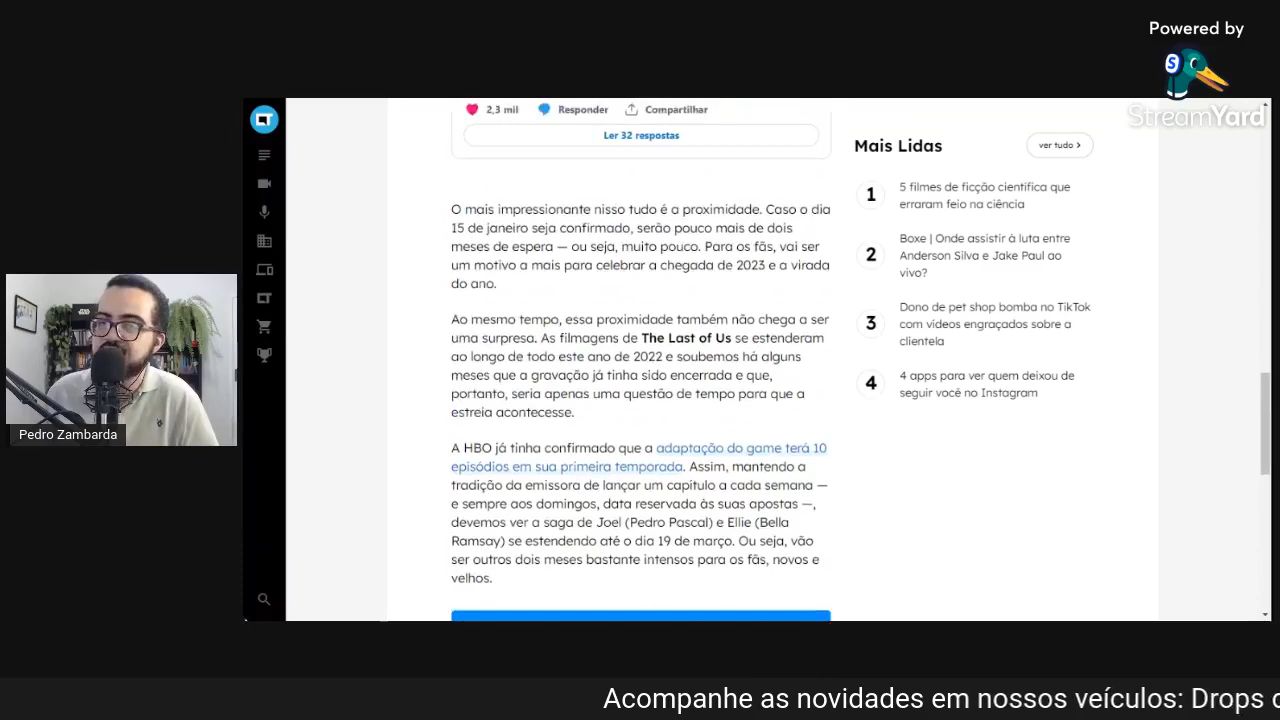 Powered by
StreamYard
2,3 mil Responder Compartilhar
Ler 32 respostas
O mais impressionante nisso tudo é a proximidade. Caso o dia
15 de janeiro seja confirmado, serão pouco mais de dois
meses de espera — ou seja, muito pouco. Para os fãs, vai ser
um motivo a mais para celebrar a chegada de 2023 e a virada
do ano.
Ao mesmo tempo, essa proximidade também não chega a ser
uma surpresa. As filmagens de The Last of Us se estenderam
ao longo de todo este ano de 2022 e soubemos há alguns
meses que a gravação já tinha sido encerrada e que,
portanto, seria apenas uma questão de tempo para que a
estreia acontecesse.
A HBO já tinha confirmado que a adaptação do game terá 10
episódios em sua primeira temporada. Assim, mantendo a
tradição da emissora de lançar um capítulo a cada semana —
e sempre aos domingos, data reservada às suas apostas —,
devemos ver a saga de Joel (Pedro Pascal) e Ellie (Bella
Ramsay) se estendendo até o dia 19 de março. Ou seja, vão
ser outros dois meses bastante intensos para os fãs, novos e
velhos.
Mais Lidas
ver tudo
1
5 filmes de ficção científica que
erraram feio na ciência
2
Boxe | Onde assistir à luta entre
Anderson Silva e Jake Paul ao
vivo?
3
Dono de pet shop bomba no TikTok
com vídeos engraçados sobre a
clientela
4
4 apps para ver quem deixou de
seguir você no Instagram
Pedro Zambarda
Acompanhe as novidades em nossos veículos: Drops